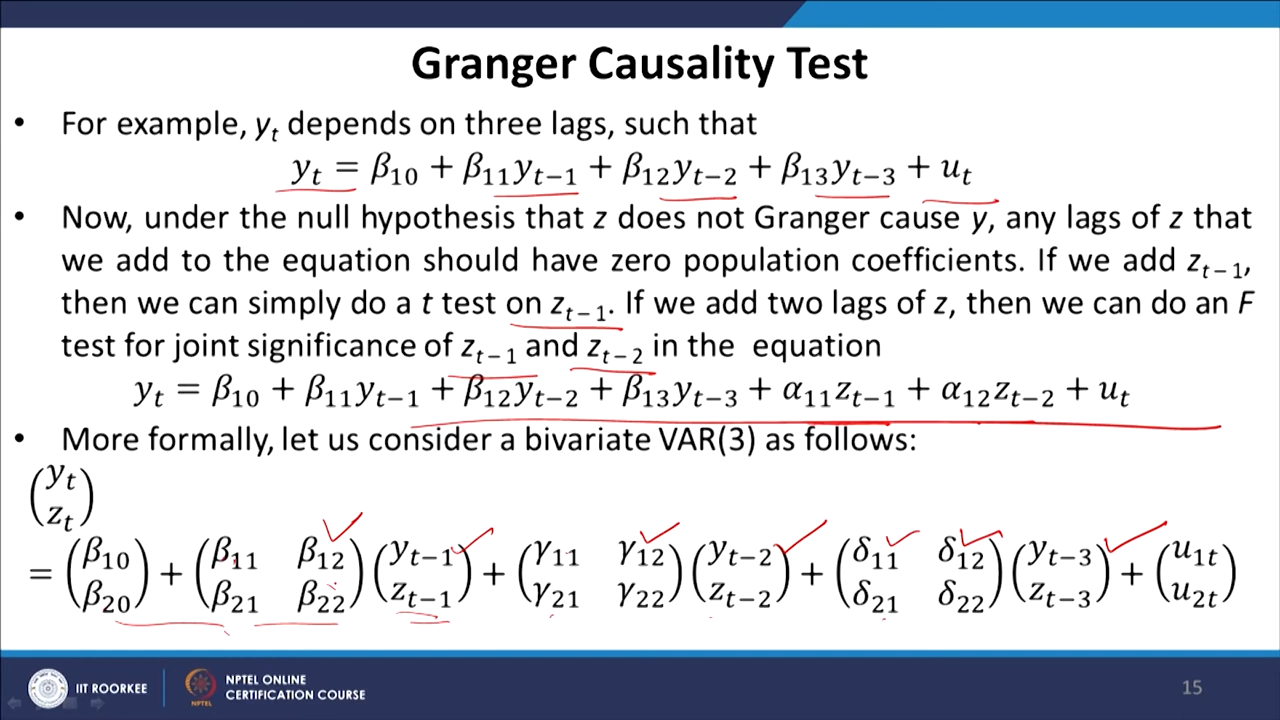 Granger Causality Test
• For example, yₜ depends on three lags, such that
yₜ = β₁₀ + β₁₁yₜ₋₁ + β₁₂yₜ₋₂ + β₁₃yₜ₋₃ + uₜ
• Now, under the null hypothesis that z does not Granger cause y, any lags of z that
we add to the equation should have zero population coefficients. If we add zₜ₋₁,
then we can simply do a t test on zₜ₋₁. If we add two lags of z, then we can do an F
test for joint significance of zₜ₋₁ and zₜ₋₂ in the equation
yₜ = β₁₀ + β₁₁yₜ₋₁ + β₁₂yₜ₋₂ + β₁₃yₜ₋₃ + α₁₁zₜ₋₁ + α₁₂zₜ₋₂ + uₜ
• More formally, let us consider a bivariate VAR(3) as follows:
(yₜ
zₜ)
= (β₁₀ β₂₀) + (β₁₁ β₁₂ β₂₁ β₂₂)(yₜ₋₁ zₜ₋₁) + (γ₁₁ γ₁₂ γ₂₁ γ₂₂)(yₜ₋₂ zₜ₋₂) + (δ₁₁ δ₁₂ δ₂₁ δ₂₂)(yₜ₋₃ zₜ₋₃) + (u₁ₜ u₂ₜ)
IIT ROORKEE
NPTEL ONLINE
CERTIFICATION COURSE
NPTEL
15